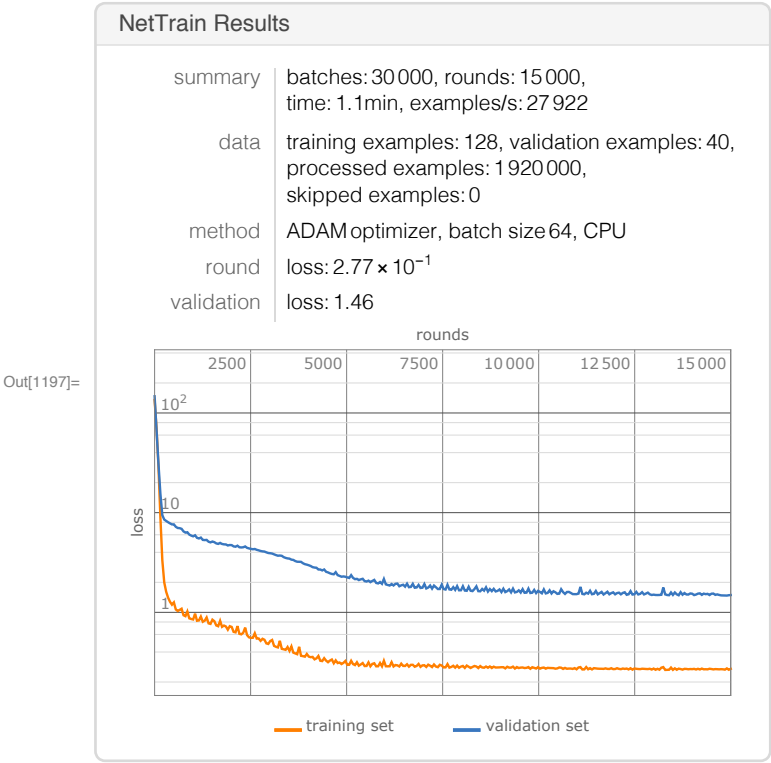 NetTrain Results
summary batches: 30 000, rounds: 15 000,
time: 1.1min, examples/s: 27 922
data training examples: 128, validation examples: 40,
processed examples: 1 920 000,
skipped examples: 0
method ADAM optimizer, batch size 64, CPU
round loss: 2.77 × 10⁻¹
validation loss: 1.46
Out[1197]=
rounds
2500 5000 7500 10 000 12 500 15 000
10²
10
1
loss
training set validation set